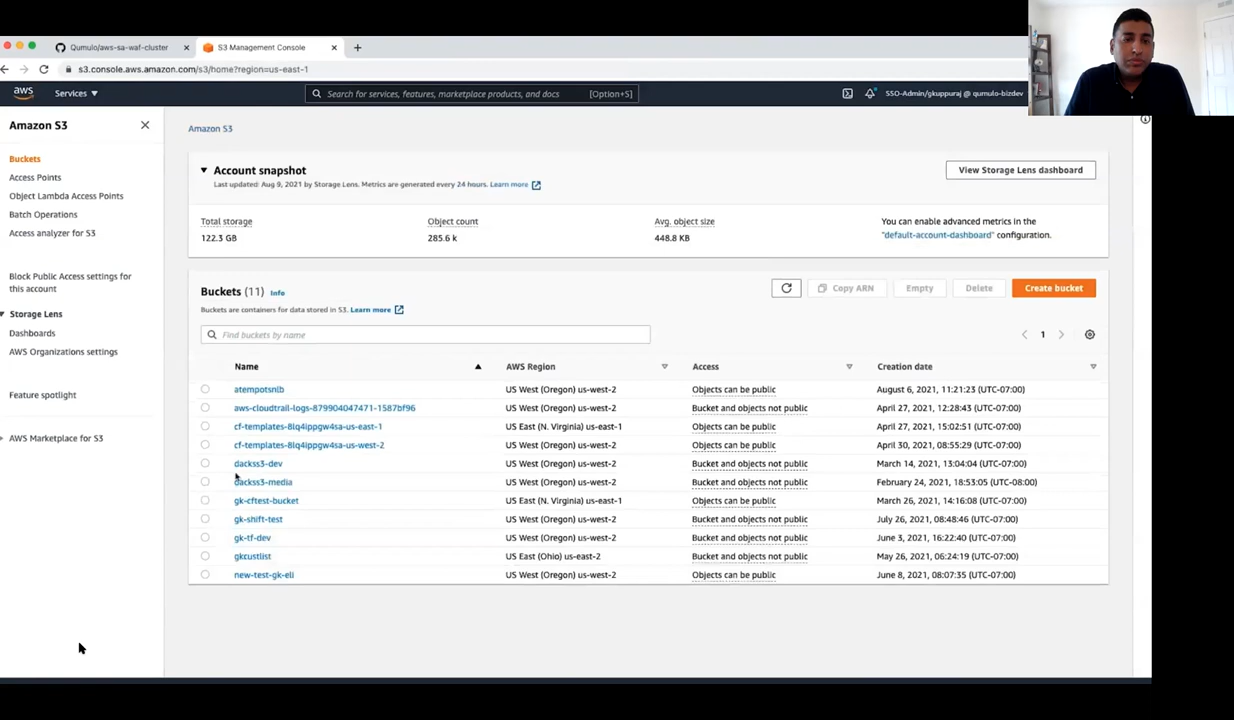 Qumulo/aws-sa-waf-cluster
S3 Management Console
s3.console.aws.amazon.com/s3/home?region=us-east-1
aws
Services
Search for services, features, marketplace products, and docs [Option+S]
SSO-Admin/gkuppuraj @ qumulo-bizdev
Amazon S3
Buckets
Access Points
Object Lambda Access Points
Batch Operations
Access analyzer for S3
Block Public Access settings for
this account
Storage Lens
Dashboards
AWS Organizations settings
Feature spotlight
AWS Marketplace for S3
Amazon S3
Account snapshot
Last updated: Aug 9, 2021 by Storage Lens. Metrics are generated every 24 hours. Learn more
View Storage Lens dashboard
Total storage
122.3 GB
Object count
285.6 k
Avg. object size
448.8 KB
You can enable advanced metrics in the
"default-account-dashboard" configuration.
Buckets (11) Info
Buckets are containers for data stored in S3. Learn more
Copy ARN
Empty
Delete
Create bucket
Find buckets by name
1
Name AWS Region Access Creation date
atempotsnlb US West (Oregon) us-west-2 Objects can be public August 6, 2021, 11:21:23 (UTC-07:00)
aws-cloudtrail-logs-879904047471-1587bf96 US West (Oregon) us-west-2 Bucket and objects not public April 27, 2021, 12:28:43 (UTC-07:00)
cf-templates-8lq4ippgw4sa-us-east-1 US East (N. Virginia) us-east-1 Objects can be public April 27, 2021, 15:02:51 (UTC-07:00)
cf-templates-8lq4ippgw4sa-us-west-2 US West (Oregon) us-west-2 Objects can be public April 30, 2021, 08:55:29 (UTC-07:00)
dackss3-dev US West (Oregon) us-west-2 Bucket and objects not public March 14, 2021, 13:04:04 (UTC-07:00)
dackss3-media US West (Oregon) us-west-2 Bucket and objects not public February 24, 2021, 18:53:05 (UTC-08:00)
gk-cftest-bucket US East (N. Virginia) us-east-1 Objects can be public March 26, 2021, 14:16:08 (UTC-07:00)
gk-shift-test US West (Oregon) us-west-2 Bucket and objects not public July 26, 2021, 08:48:46 (UTC-07:00)
gk-tf-dev US West (Oregon) us-west-2 Bucket and objects not public June 3, 2021, 16:22:40 (UTC-07:00)
gkcustlist US East (Ohio) us-east-2 Bucket and objects not public May 26, 2021, 06:24:19 (UTC-07:00)
new-test-gk-eli US West (Oregon) us-west-2 Objects can be public June 8, 2021, 08:07:35 (UTC-07:00)